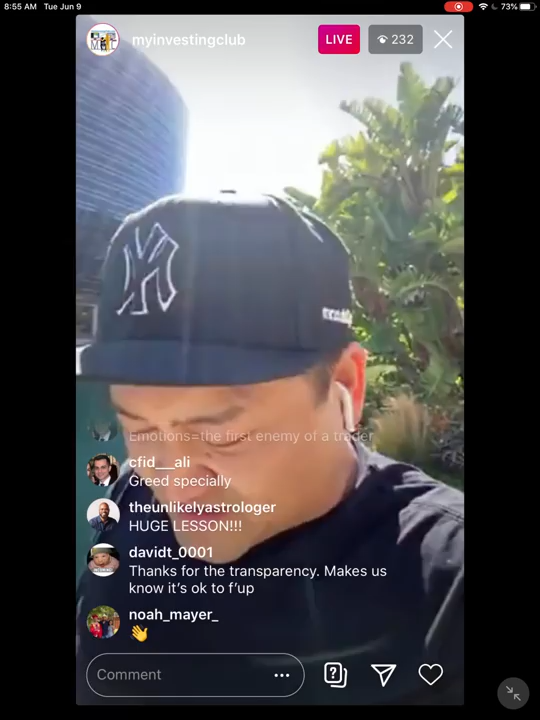 8:55 AM Tue Jun 9
73%
myinvestingclub
LIVE
232
Emotions=the first enemy of a trader
cfid___ali
Greed specially
theunlikelyastrologer
HUGE LESSON!!!
davidt_0001
Thanks for the transparency. Makes us
know it's ok to f'up
noah_mayer_
👋
Comment